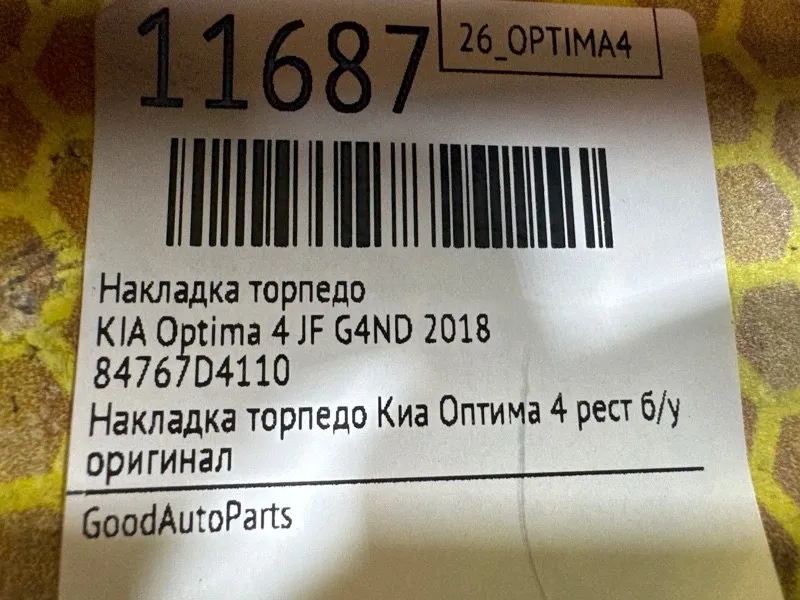 11687
26_OPTIMA4
Накладка торпедо
KIA Optima 4 JF G4ND 2018
84767D4110
Накладка торпедо Киа Оптима 4 рест б/у
оригинал
GoodAutoParts